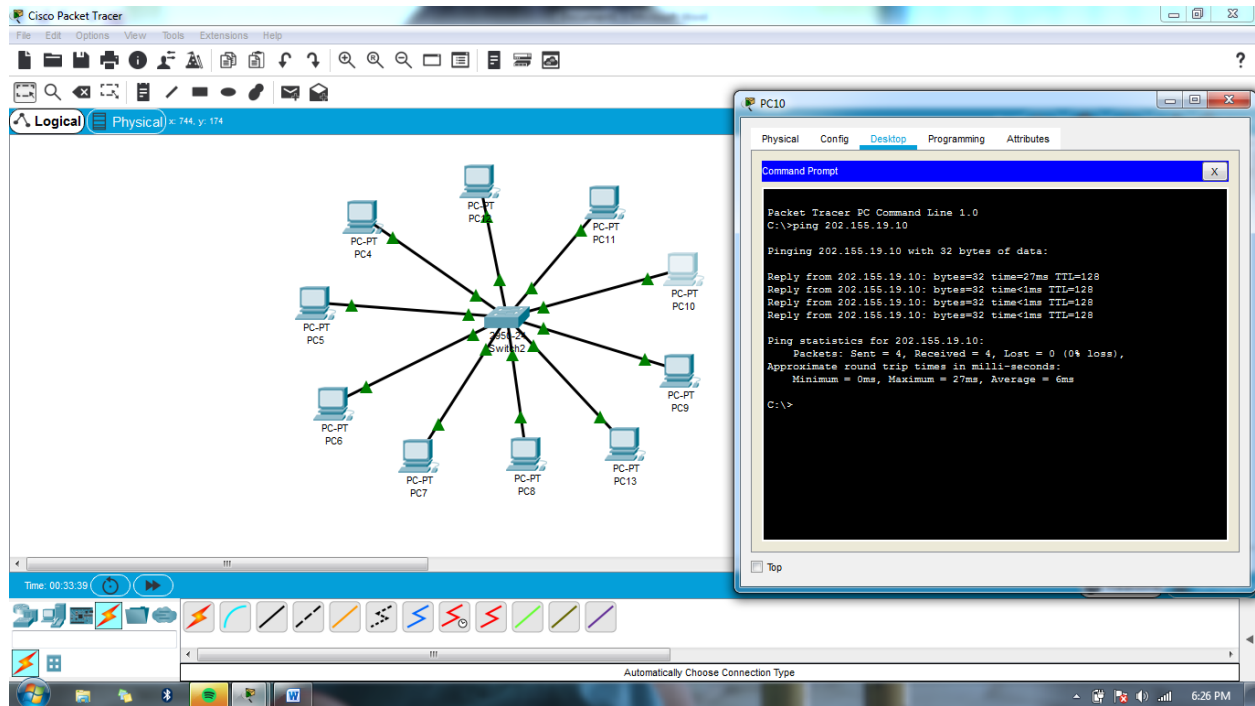 Cisco Packet Tracer
File Edit Options View Tools Extensions Help
?
Logical Physical x: 744, y: 174
PC-PT
PC-PT
PC11
PC-PT
PC4
PC-PT
PC10
PC-PT
PC5
2950-24
Switch2
PC-PT
PC9
PC-PT
PC6
PC-PT
PC13
PC-PT
PC7
PC-PT
PC8
Time: 00:33:39
Automatically Choose Connection Type
PC10
Physical Config Desktop Programming Attributes
Command Prompt
X
Packet Tracer PC Command Line 1.0
C:\>ping 202.155.19.10
Pinging 202.155.19.10 with 32 bytes of data:
Reply from 202.155.19.10: bytes=32 time=27ms TTL=128
Reply from 202.155.19.10: bytes=32 time<1ms TTL=128
Reply from 202.155.19.10: bytes=32 time<1ms TTL=128
Reply from 202.155.19.10: bytes=32 time<1ms TTL=128
Ping statistics for 202.155.19.10:
Packets: Sent = 4, Received = 4, Lost = 0 (0% loss),
Approximate round trip times in milli-seconds:
Minimum = 0ms, Maximum = 27ms, Average = 6ms
C:\>
Top
6:26 PM